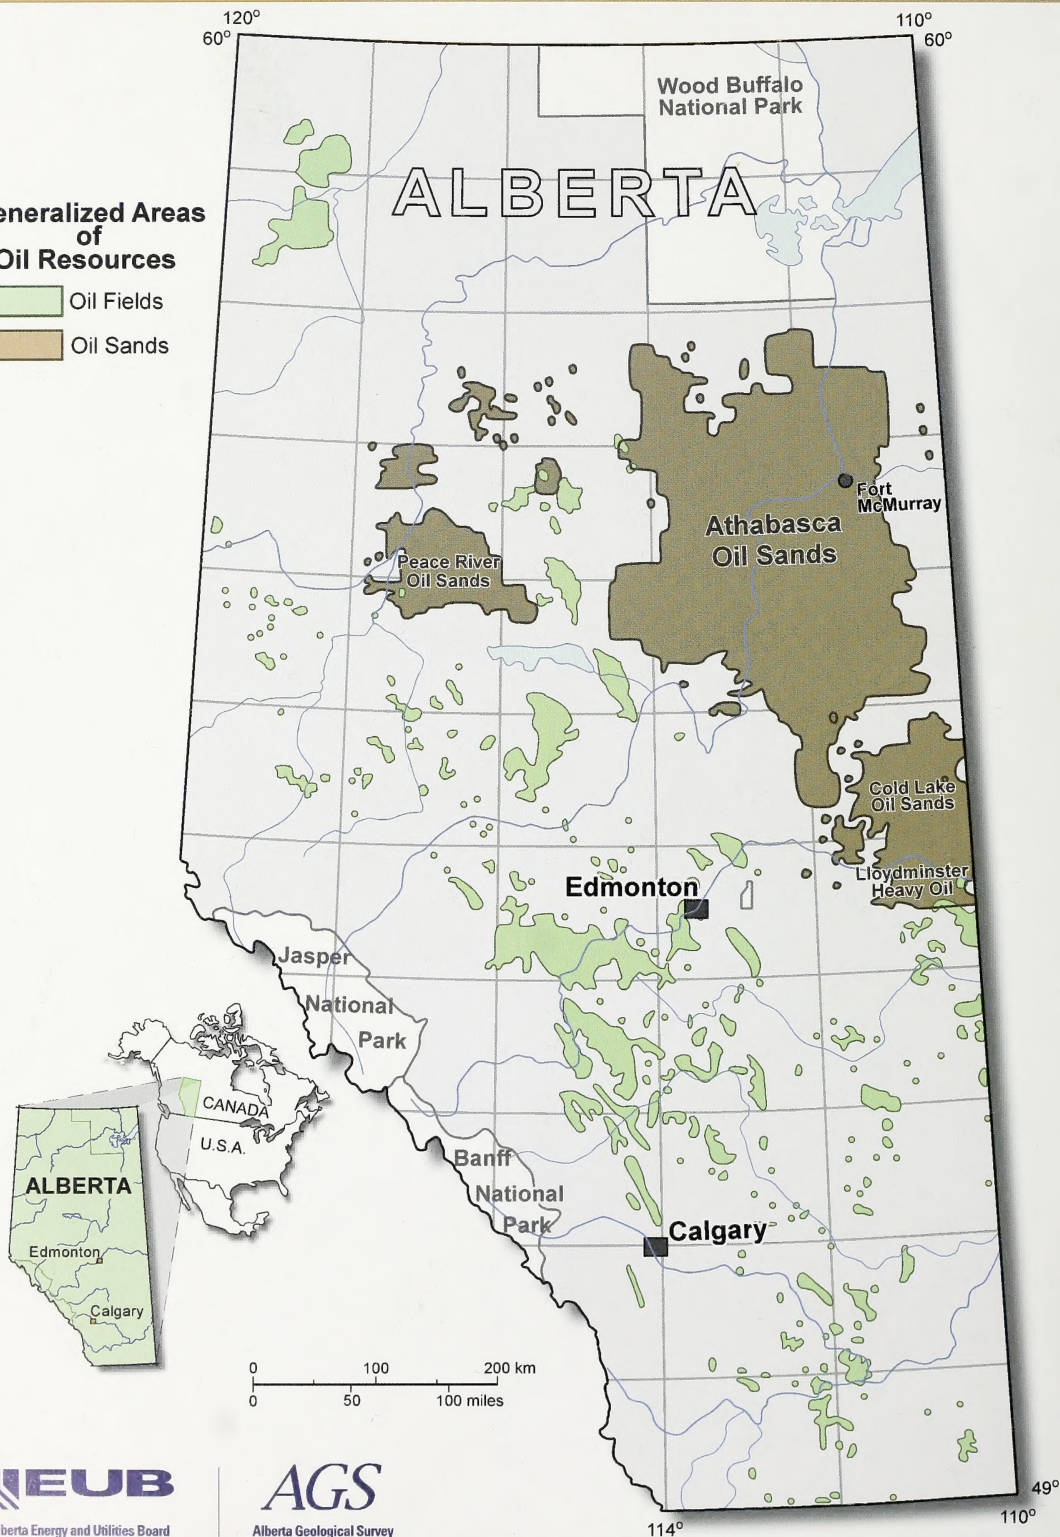 120°
110°
60°
60°
Wood Buffalo
National Park
ALBERTA
eneralized Areas
of
Oil Resources
Oil Fields
Oil Sands
Fort
McMurray
Athabasca
Oil Sands
Peace River
Oil Sands
Cold Lake
Oil Sands
Lloydminster
Heavy Oil
Edmonton
Jasper
National
Park
CANADA
U.S.A.
ALBERTA
Edmonton
Calgary
Banff
National
Park
Calgary
0 100 200 km
0 50 100 miles
EUB
berta Energy and Utilities Board
AGS
Alberta Geological Survey
49°
110°
114°